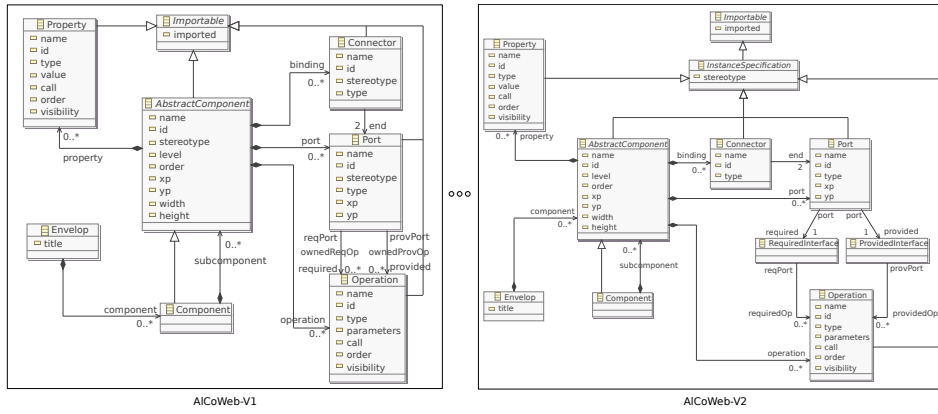 Property
name
id
type
value
call
order
visibility
0..*
property
Importable
imported
Connector
name
id
stereotype
type
binding
0..*
AbstractComponent
name
id
stereotype
level
order
xp
yp
width
height
2
end
port
0..*
Port
name
id
stereotype
type
xp
yp
Envelop
title
0..*
subcomponent
reqPort
provPort
ownedReqOp
ownedProvOp
required
0..*
0..*
provided
component
0..*
Component
operation
0..*
Operation
name
id
type
parameters
call
order
visibility
AlCoWeb-V1
Importable
imported
Property
name
id
type
value
call
order
visibility
0..*
property
InstanceSpecification
stereotype
AbstractComponent
name
id
level
order
xp
yp
width
height
binding
0..*
Connector
name
id
type
end
2
Port
name
id
type
xp
yp
port
0..*
component
0..*
0..*
subcomponent
port
port
required
1
1
provided
RequiredInterface
ProvidedInterface
reqPort
provPort
Envelop
title
Component
requiredOp
0..*
0..*
providedOp
Operation
name
id
type
parameters
call
order
visibility
operation
0..*
AlCoWeb-V2